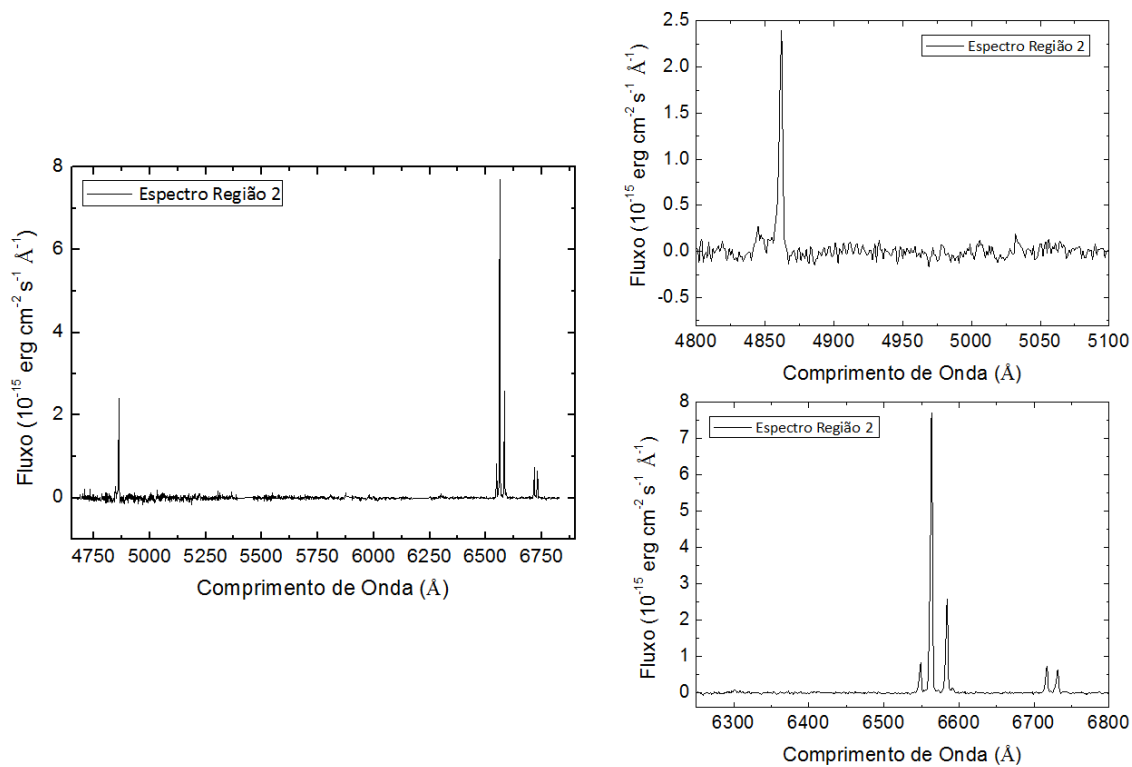 8
6
4
2
0
Espectro Região 2
Fluxo (10⁻¹⁵ erg cm⁻² s⁻¹ Å⁻¹)
4750 5000 5250 5500 5750 6000 6250 6500 6750
Comprimento de Onda (Å)
2.5
2.0
1.5
1.0
0.5
0.0
-0.5
Espectro Região 2
Fluxo (10⁻¹⁵ erg cm⁻² s⁻¹ Å⁻¹)
4800 4850 4900 4950 5000 5050 5100
Comprimento de Onda (Å)
8
7
6
5
4
3
2
1
0
Espectro Região 2
Fluxo (10⁻¹⁵ erg cm⁻² s⁻¹ Å⁻¹)
6300 6400 6500 6600 6700 6800
Comprimento de Onda (Å)